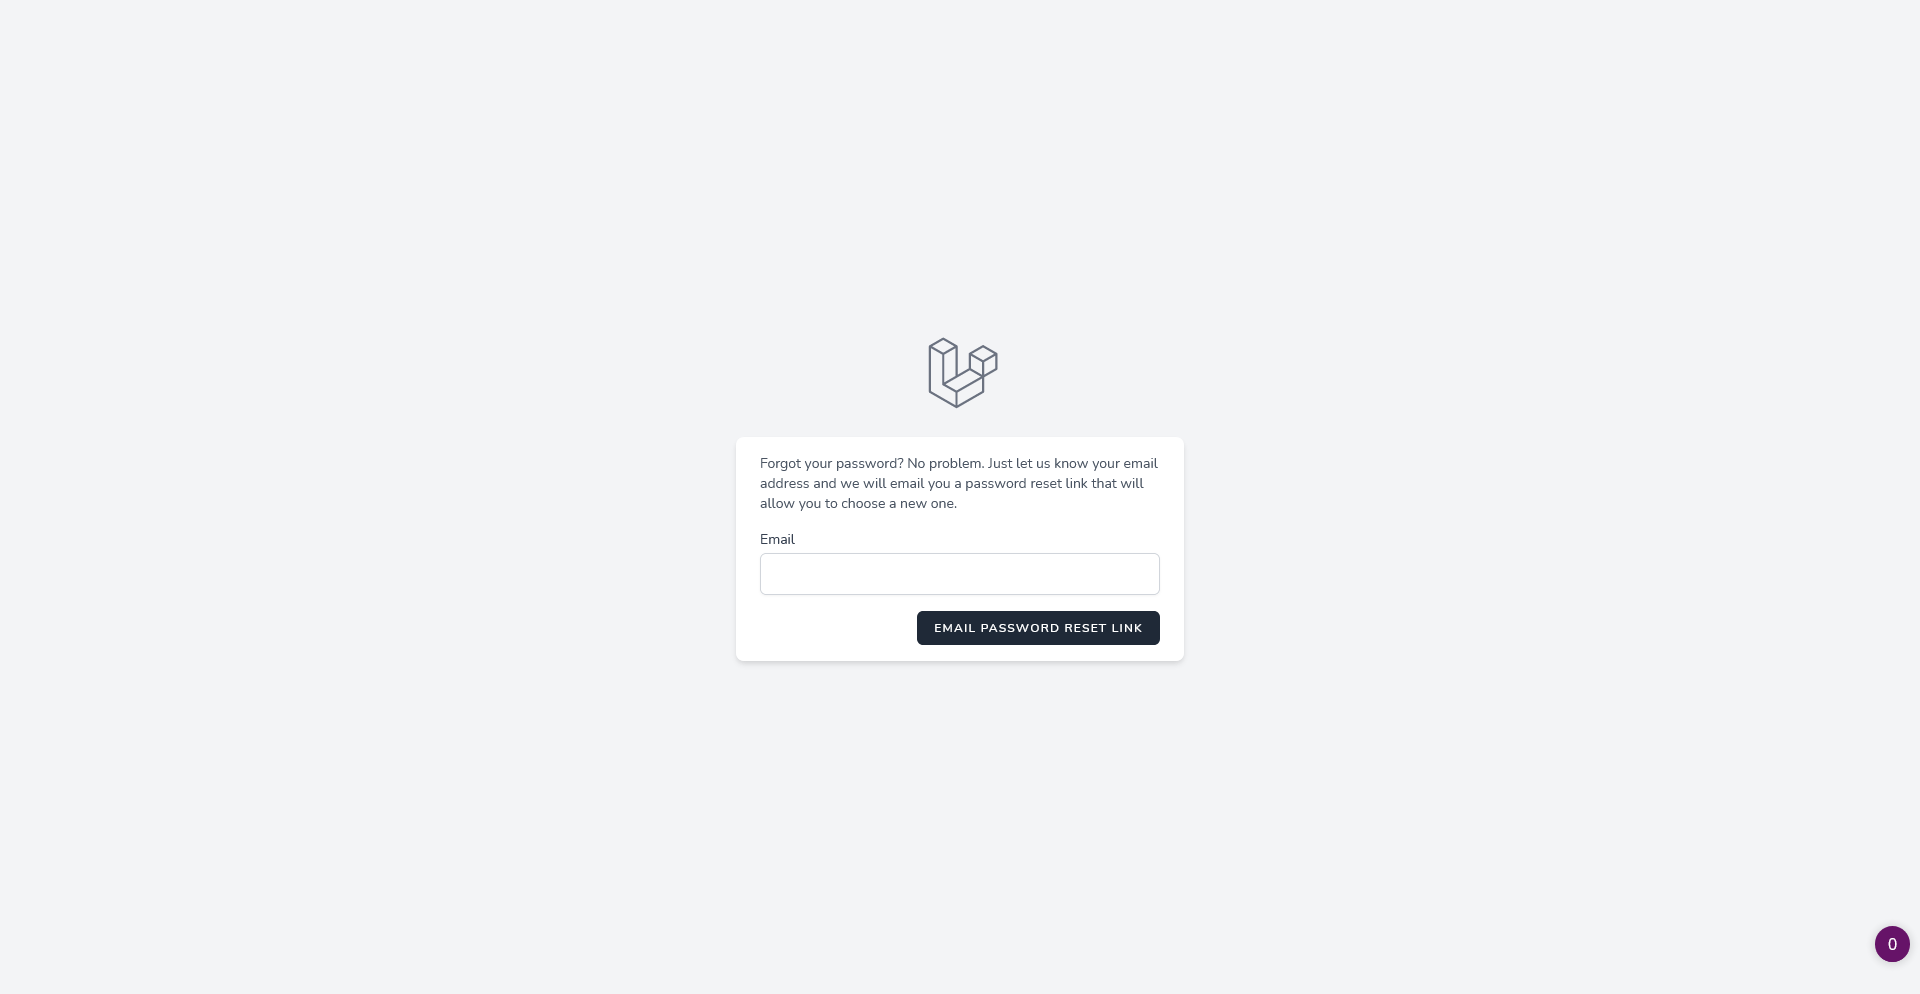 Forgot your password? No problem. Just let us know your email
address and we will email you a password reset link that will
allow you to choose a new one.
Email
EMAIL PASSWORD RESET LINK
0